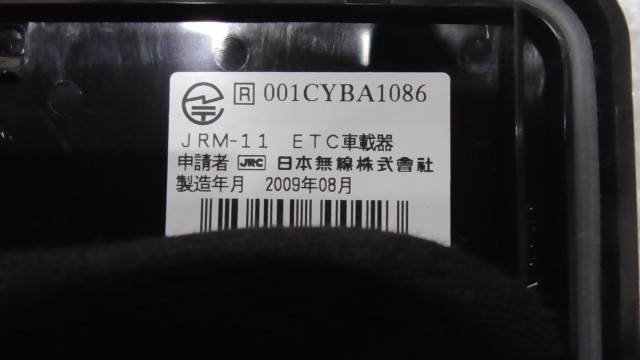 R 001CYBA1086
JRM-11 ETC車載器
申請者 JRC 日本無線株式會社
製造年月 2009年08月